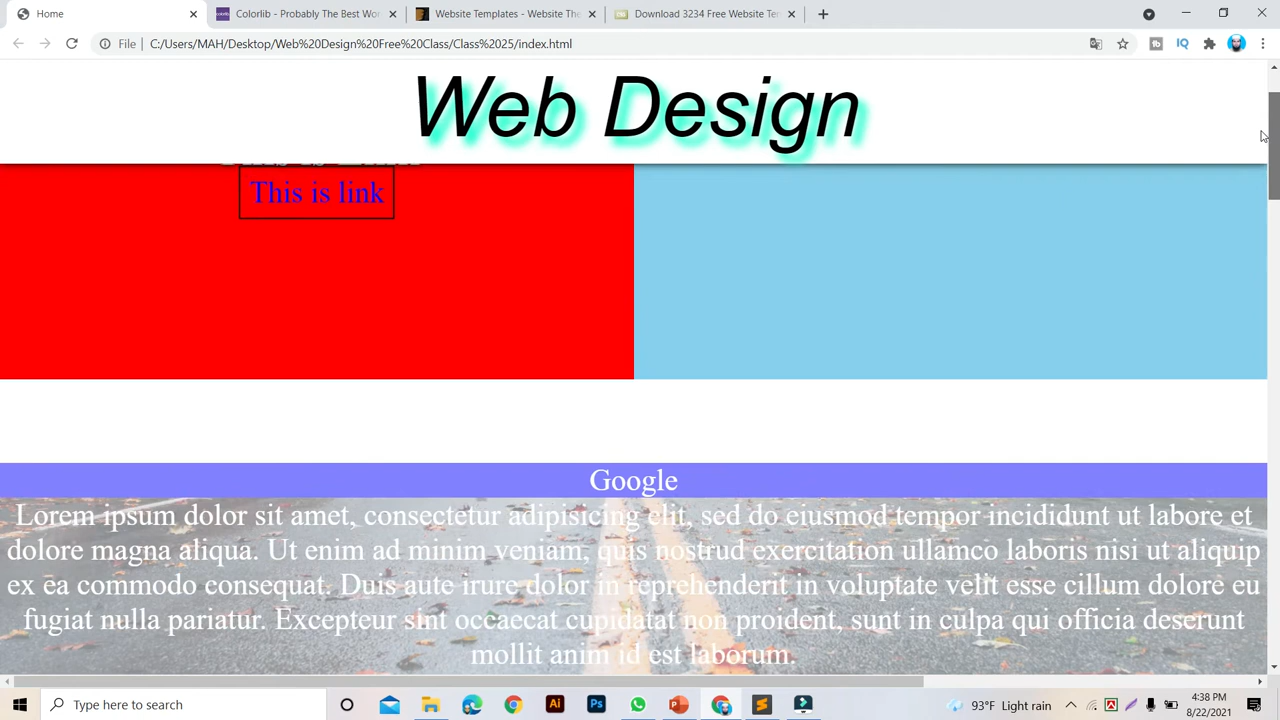 Home
Colorlib - Probably The Best Wo
Website Templates - Website The
Download 3234 Free Website Tem
File
C:/Users/MAH/Desktop/Web%20Design%20Free%20Class/Class%2025/index.html
Web Design
This is link
Google
Lorem ipsum dolor sit amet, consectetur adipisicing elit, sed do eiusmod tempor incididunt ut labore et
dolore magna aliqua. Ut enim ad minim veniam, quis nostrud exercitation ullamco laboris nisi ut aliquip
ex ea commodo consequat. Duis aute irure dolor in reprehenderit in voluptate velit esse cillum dolore eu
fugiat nulla pariatur. Excepteur sint occaecat cupidatat non proident, sunt in culpa qui officia deserunt
mollit anim id est laborum.
Type here to search
93°F Light rain
4:38 PM
8/22/2021